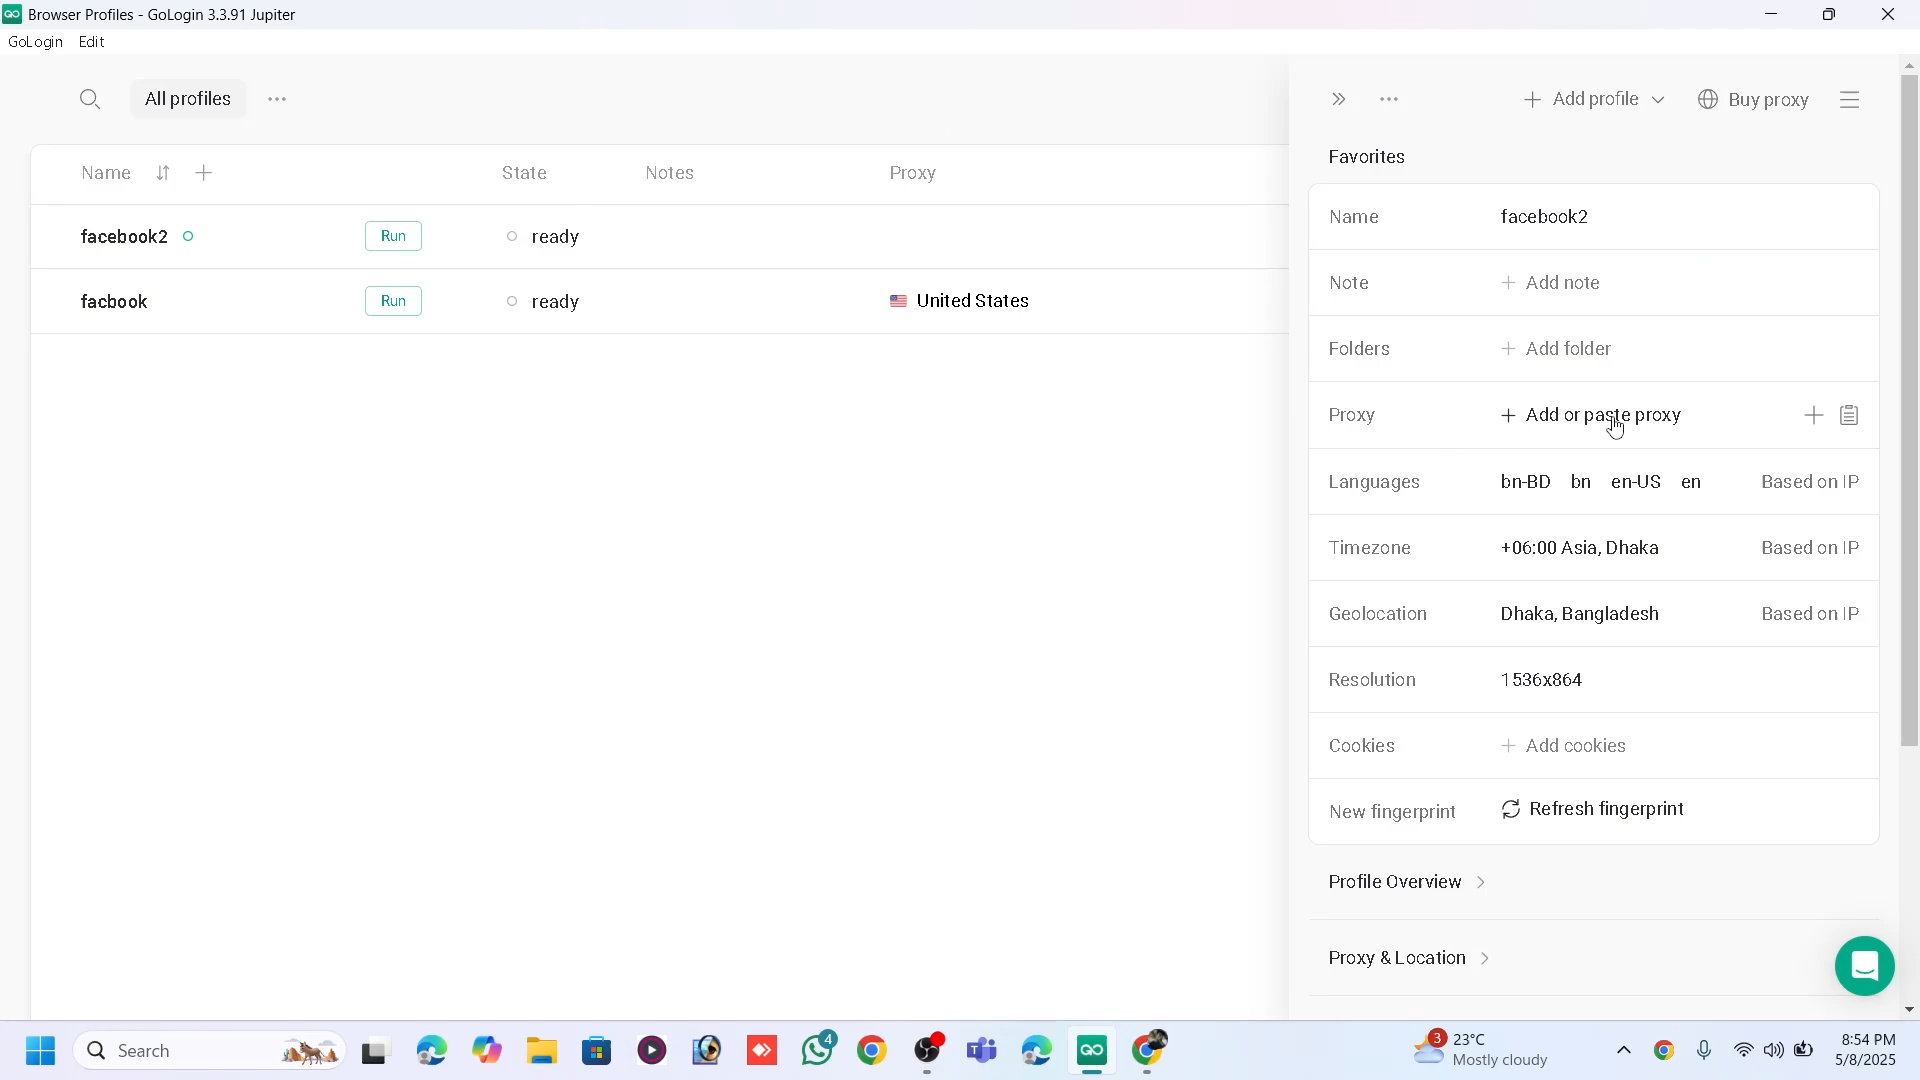 Browser Profiles - GoLogin 3.3.91 Jupiter
GoLogin Edit
All profiles
Add profile
Buy proxy
Favorites
Name State Notes Proxy
facebook2 Run ready
facbook Run ready United States
Name facebook2
Note + Add note
Folders + Add folder
Proxy + Add or paste proxy
Languages bn-BD bn en-US en Based on IP
Timezone +06:00 Asia, Dhaka Based on IP
Geolocation Dhaka, Bangladesh Based on IP
Resolution 1536x864
Cookies + Add cookies
New fingerprint Refresh fingerprint
Profile Overview
Proxy & Location
Search
4
3
23°C
Mostly cloudy
8:54 PM
5/8/2025